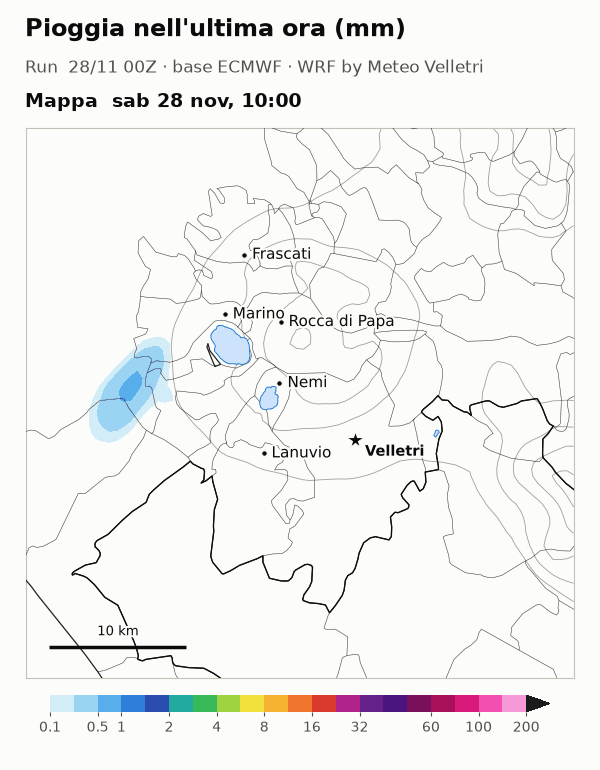 Pioggia nell'ultima ora (mm)
Run  28/11 00Z · base ECMWF · WRF by Meteo Velletri
Mappa  sab 28 nov, 10:00
Frascati
Marino
Rocca di Papa
Nemi
Velletri
Lanuvio
10 km
0.1 0.5 1 2 4 8 16 32 60 100 200